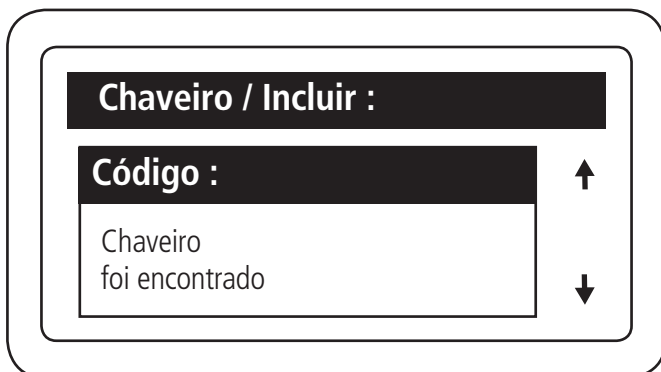 Chaveiro / Incluir :
Código :
Chaveiro
foi encontrado